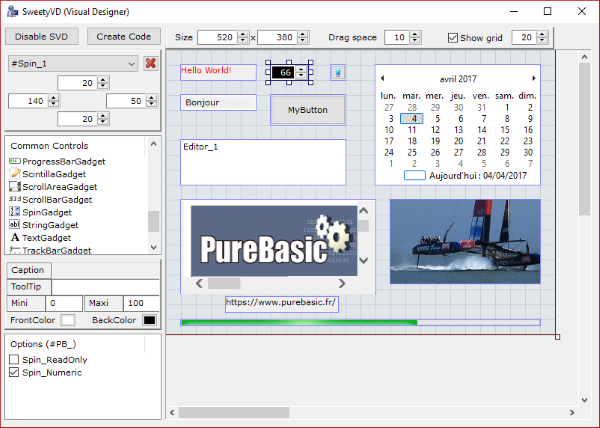 SweetyVD (Visual Designer)
Disable SVD
Create Code
Size 520 x 380 Drag space 10 Show grid 20
#Spin_1
20
140 50
20
Common Controls
ProgressBarGadget
ScintillaGadget
ScrollAreaGadget
ScrollBarGadget
SpinGadget
StringGadget
TextGadget
TrackBarGadget
Caption
ToolTip
Mini 0 Maxi 100
FrontColor BackColor
Options (#PB_)
Spin_ReadOnly
Spin_Numeric
Hello World! 66
Bonjour
MyButton
Editor_1
avril 2017
lun. mar. mer. jeu. ven. sam. dim.
27 28 29 30 31 1 2
3 4 5 6 7 8 9
10 11 12 13 14 15 16
17 18 19 20 21 22 23
24 25 26 27 28 29 30
1 2 3 4 5 6 7
Aujourd'hui : 04/04/2017
PureBasic
https://www.purebasic.fr/